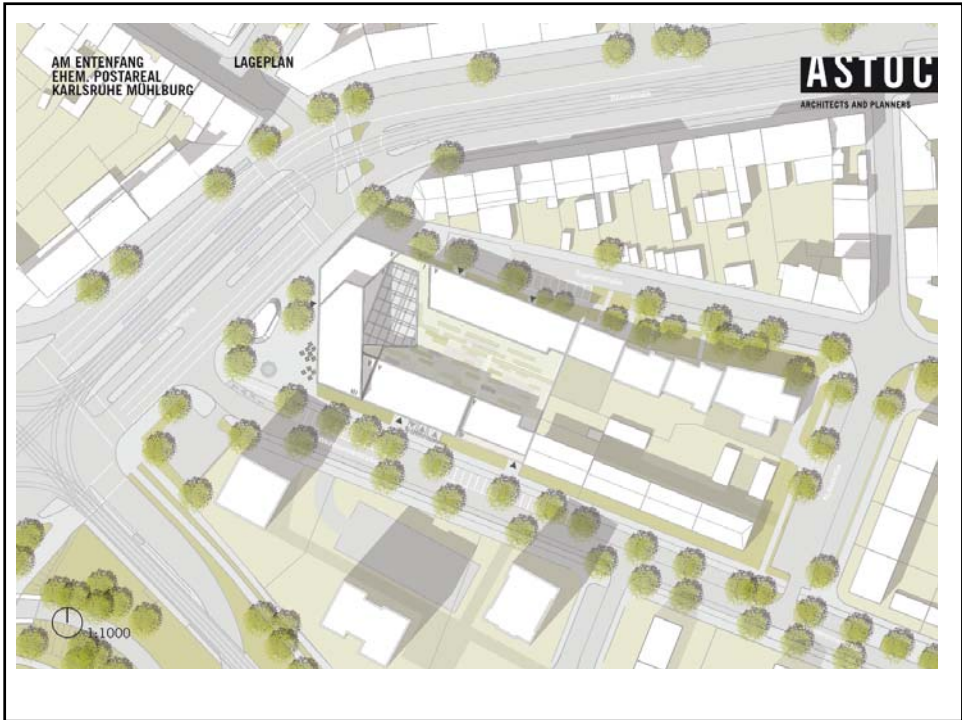 AM ENTENFANG
EHEM. POSTAREAL
KARLSRUHE MÜHLBURG
LAGEPLAN
ASTOC
ARCHITECTS AND PLANNERS
1:1000